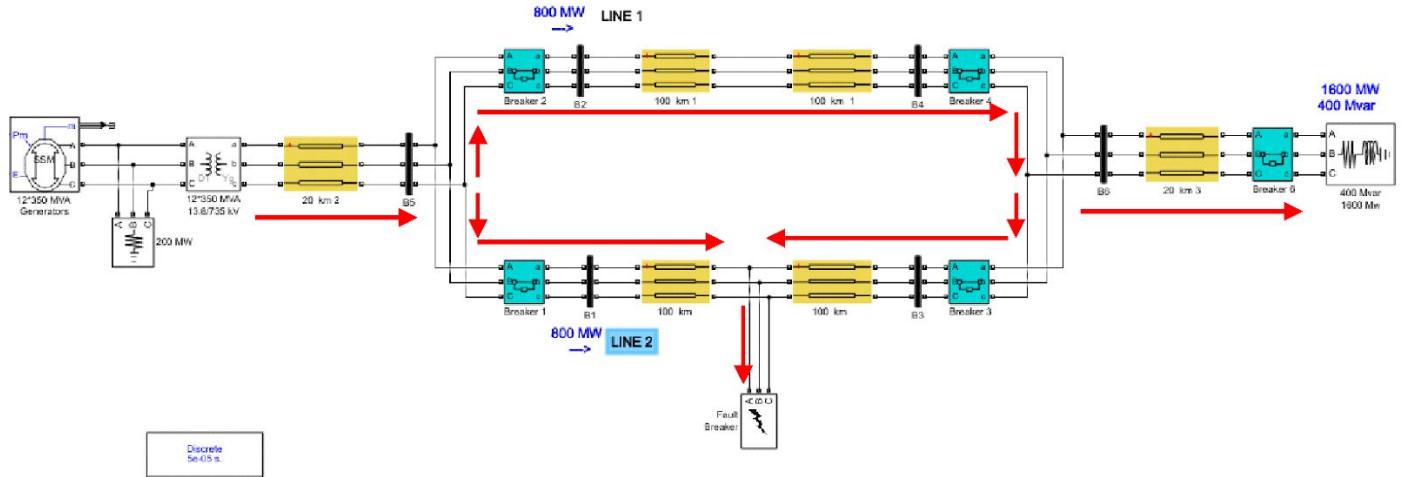 800 MW LINE 1
-->
A a
B b
C c
Breaker 2
B2
100 km 1
100 km 1
B4
A a
B b
C c
Breaker 4
1600 MW
400 Mvar
Pm
m
SSM
E
A
B
C
12*350 MVA
Generators
A B C
200 MW
A a
B b
C c
D1 Yg
12*350 MVA
13.8/735 kV
20 km 2
B5
B6
20 km 3
A a
B b
C c
Breaker 6
A
B
C
400 Mvar
1600 Mw
A a
B b
C c
Breaker 1
B1
100 km
100 km
B3
A a
B b
C c
Breaker 3
800 MW
-->
LINE 2
A B C
Fault
Breaker
Discrete
5e-05 s.